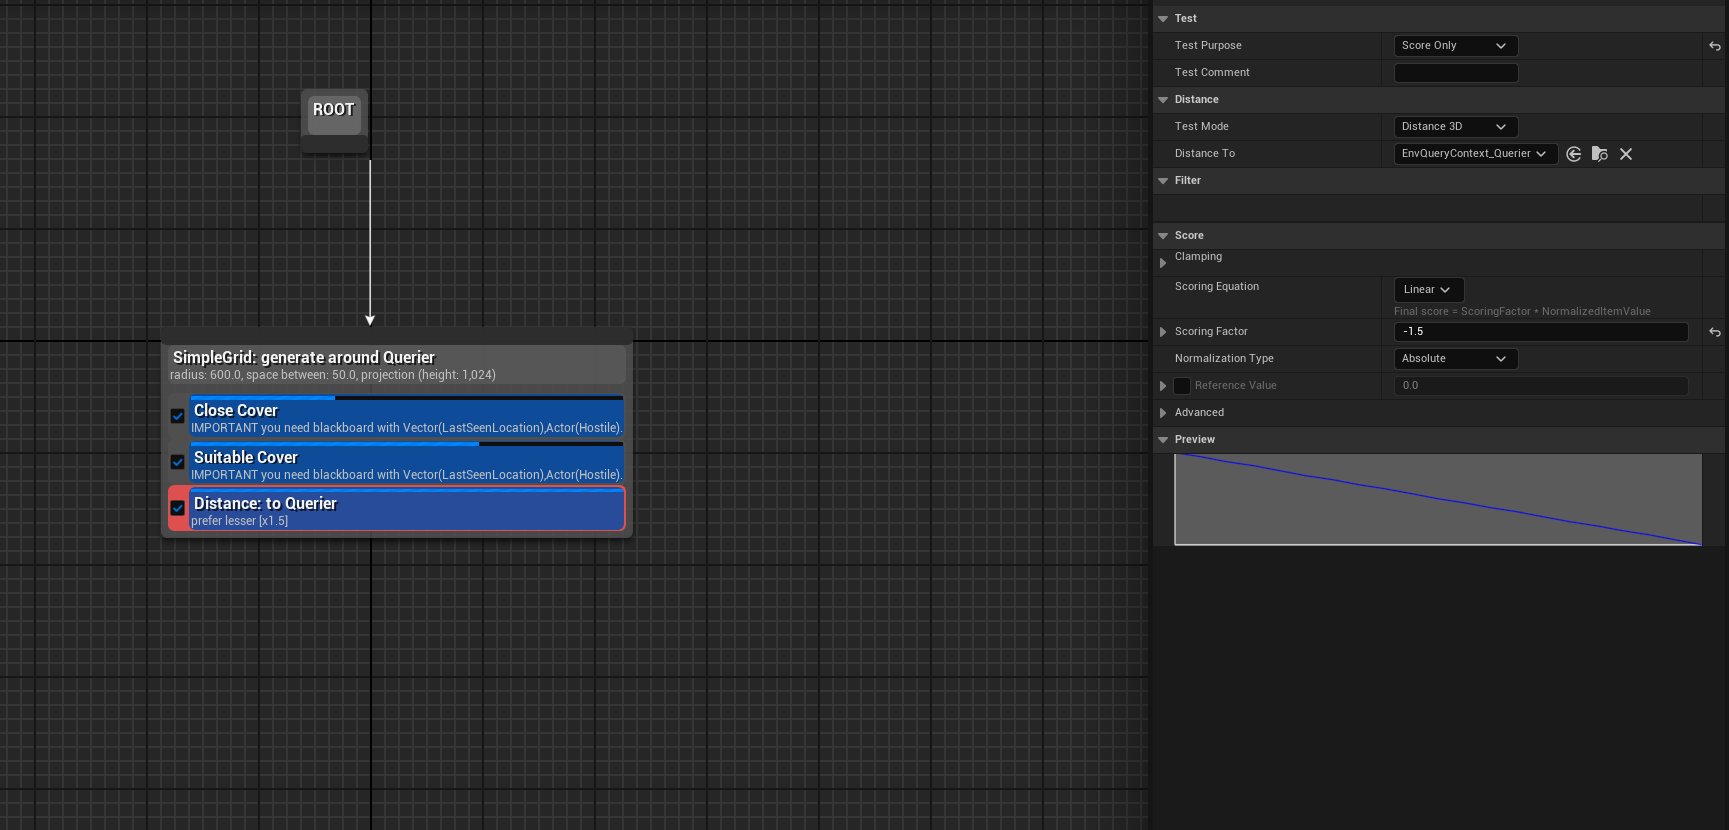 ROOT
SimpleGrid: generate around Querier
radius: 600.0, space between: 50.0, projection (height: 1,024)
Close Cover
IMPORTANT you need blackboard with Vector(LastSeenLocation),Actor(Hostile).
Suitable Cover
IMPORTANT you need blackboard with Vector(LastSeenLocation),Actor(Hostile).
Distance: to Querier
prefer lesser [x1.5]
Test
Test Purpose Score Only
Test Comment
Distance
Test Mode Distance 3D
Distance To EnvQueryContext_Querier
Filter
Score
Clamping
Scoring Equation Linear
Final score = ScoringFactor * NormalizedItemValue
Scoring Factor -1.5
Normalization Type Absolute
Reference Value 0.0
Advanced
Preview